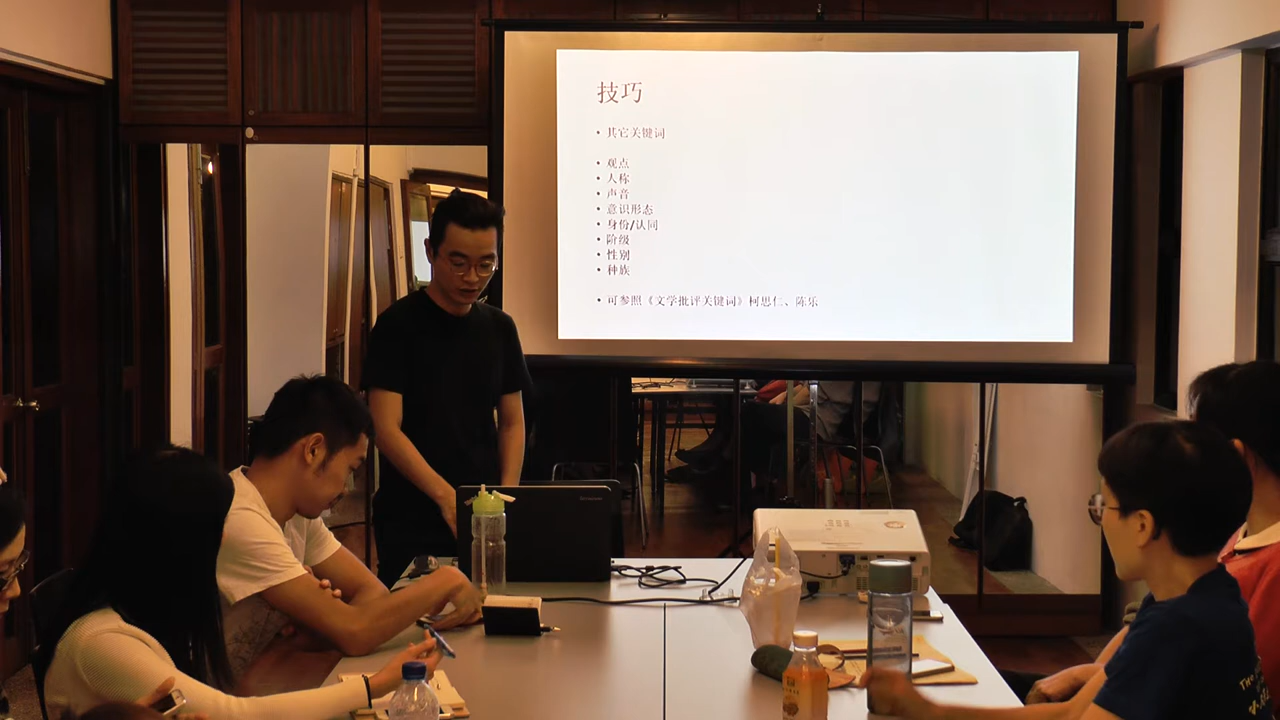 技巧
• 其它关键词
• 观点
• 人称
• 声音
• 意识形态
• 身份/认同
• 阶级
• 性别
• 种族
• 可参照《文学批评关键词》柯思仁、陈乐
lenovo